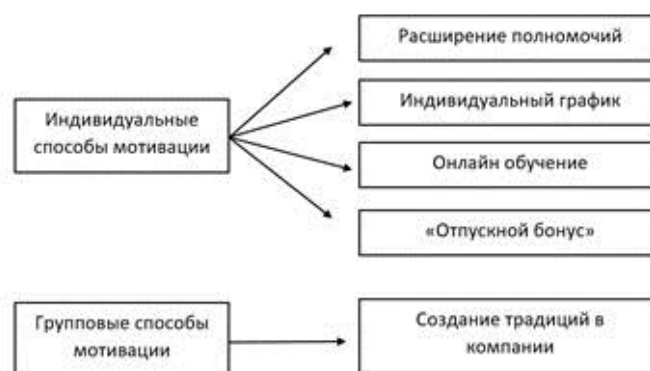 Индивидуальные
способы мотивации
Расширение полномочий
Индивидуальный график
Онлайн обучение
«Отпускной бонус»
Групповые способы
мотивации
Создание традиций в
компании